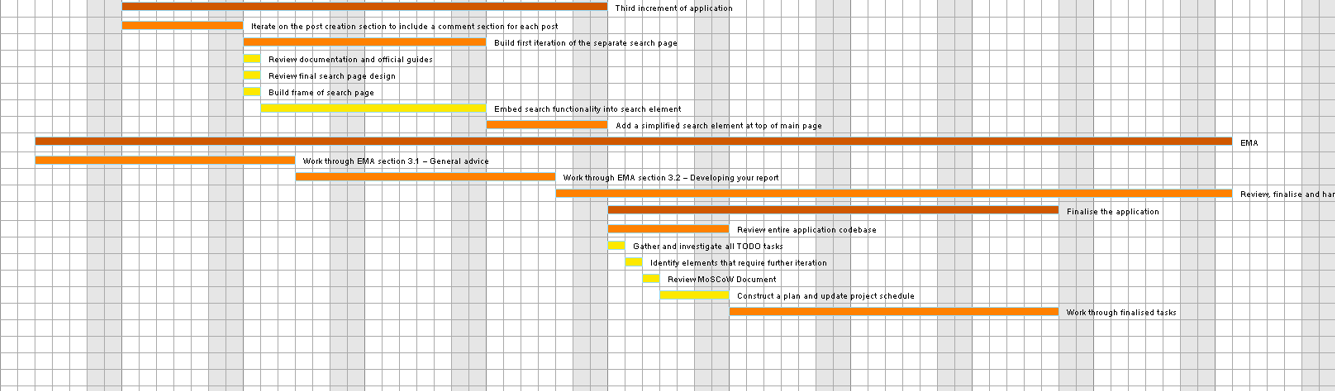 Third increment of application
Iterate on the post creation section to include a comment section for each post
Build first iteration of the separate search page
Review documentation and official guides
Review final search page design
Build frame of search page
Embed search functionality into search element
Add a simplified search element at top of main page
EMA
Work through EMA section 3.1 – General advice
Work through EMA section 3.2 – Developing your report
Review, finalise and har
Finalise the application
Review entire application codebase
Gather and investigate all TODO tasks
Identify elements that require further iteration
Review MoSCoW Document
Construct a plan and update project schedule
Work through finalised tasks